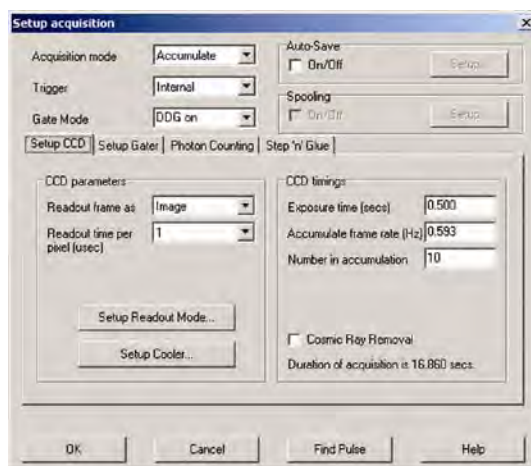 Setup acquisition
Acquisition mode Accumulate
Trigger Internal
Gate Mode DDG on
Auto-Save
On/Off Setup...
Spooling
On/Off Setup...
Setup CCD Setup Gater Photon Counting Step 'n' Glue
CCD parameters
Readout frame as Image
Readout time per pixel (usec) 1
Setup Readout Mode...
Setup Cooler...
CCD timings
Exposure time (secs) 0.500
Accumulate frame rate (Hz) 0.593
Number in accumulation 10
Cosmic Ray Removal
Duration of acquisition is 16.860 secs.
OK Cancel Find Pulse Help